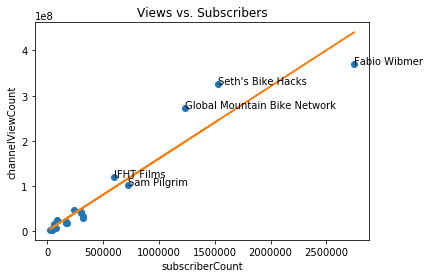 Views vs. Subscribers
1e8
4
3
2
1
0
channelViewCount
Fabio Wibmer
Seth's Bike Hacks
Global Mountain Bike Network
IFHT Films
Sam Pilgrim
0
500000
1000000
1500000
2000000
2500000
subscriberCount